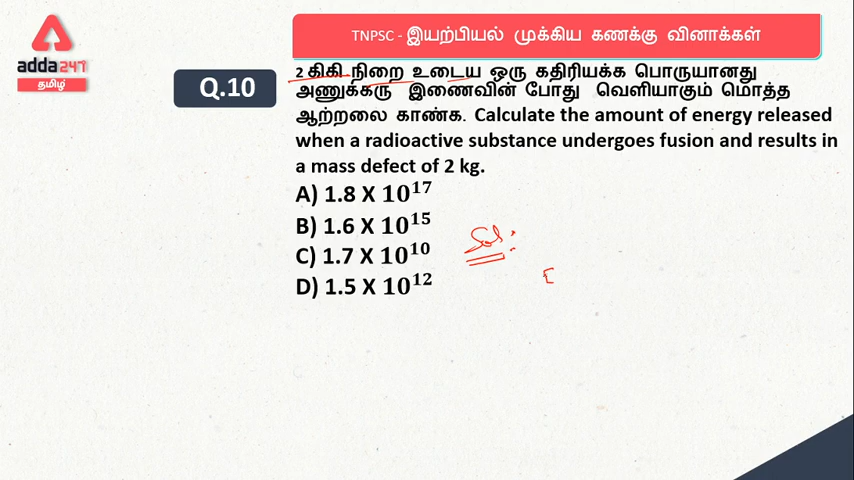 TNPSC - இயற்பியல் முக்கிய கணக்கு வினாக்கள்
adda247
தமிழ்
Q.10
2 கிகி நிறை உடைய ஒரு கதிரியக்க பொருயானது
அணுக்கரு இணைவின் போது வெளியாகும் மொத்த
ஆற்றலை காண்க. Calculate the amount of energy released
when a radioactive substance undergoes fusion and results in
a mass defect of 2 kg.
A) 1.8 X 10¹⁷
B) 1.6 X 10¹⁵
C) 1.7 X 10¹⁰
D) 1.5 X 10¹²
Sol: